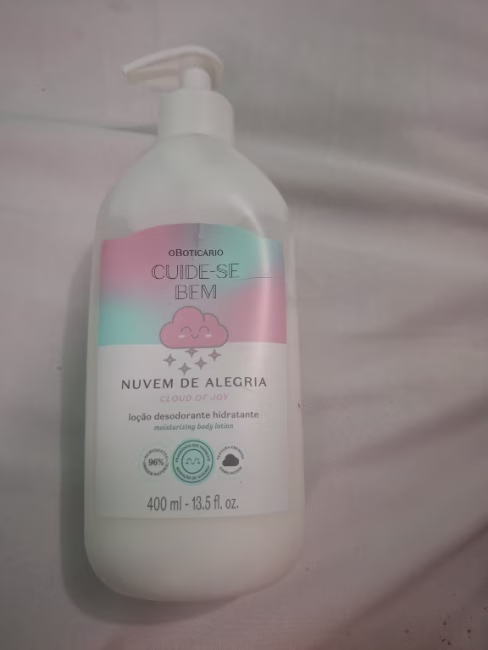 oBOTICÁRIO
CUIDE-SE
BEM
NUVEM DE ALEGRIA
CLOUD OF JOY
loção desodorante hidratante
moisturizing body lotion
96%
400 ml - 13.5 fl. oz.